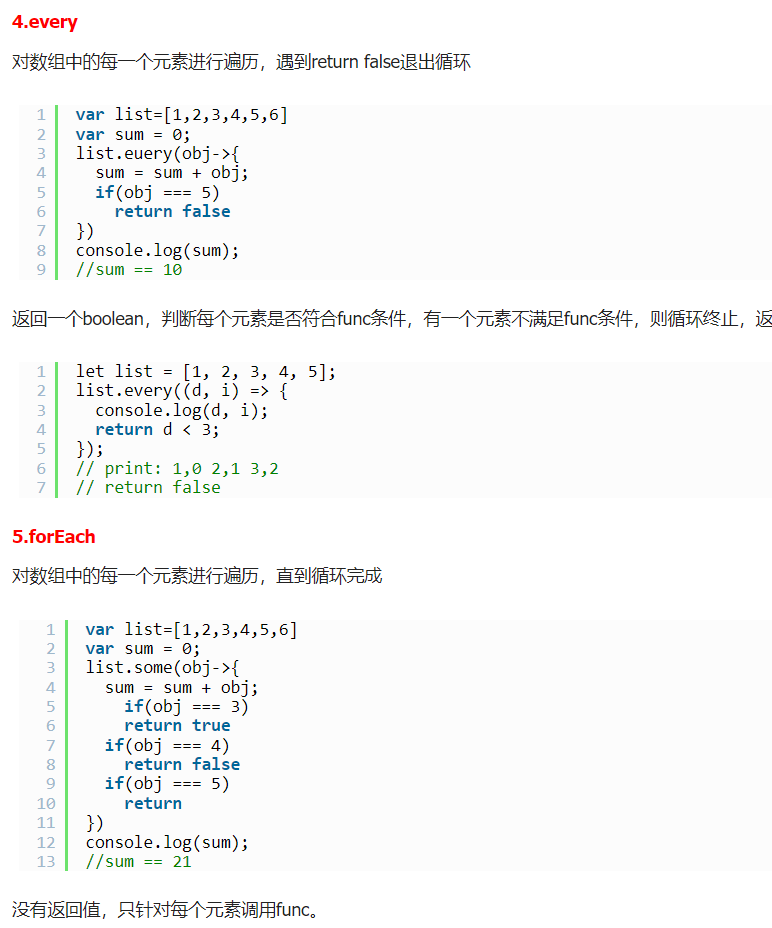 4.every
对数组中的每一个元素进行遍历，遇到return false退出循环
1 var list=[1,2,3,4,5,6]
2 var sum = 0;
3 list.euery(obj->{
4   sum = sum + obj;
5   if(obj === 5)
6     return false
7 })
8 console.log(sum);
9 //sum == 10
返回一个boolean，判断每个元素是否符合func条件，有一个元素不满足func条件，则循环终止，返
1 let list = [1, 2, 3, 4, 5];
2 list.every((d, i) => {
3   console.log(d, i);
4   return d < 3;
5 });
6 // print: 1,0 2,1 3,2
7 // return false
5.forEach
对数组中的每一个元素进行遍历，直到循环完成
1 var list=[1,2,3,4,5,6]
2 var sum = 0;
3 list.some(obj->{
4   sum = sum + obj;
5     if(obj === 3)
6     return true
7   if(obj === 4)
8     return false
9   if(obj === 5)
10     return
11 })
12 console.log(sum);
13 //sum == 21
没有返回值，只针对每个元素调用func。